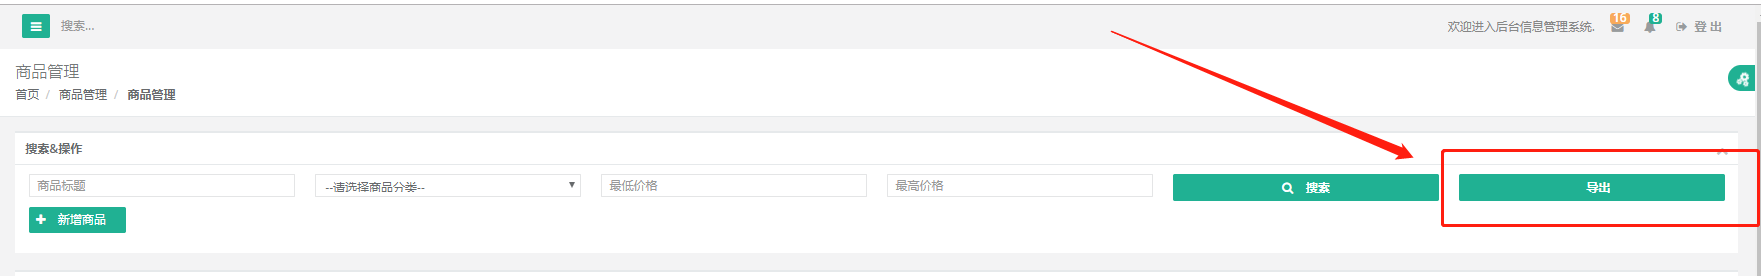 搜索...
欢迎进入后台信息管理系统.
16
8
登出
商品管理
首页 / 商品管理 / 商品管理
搜索&操作
商品标题
--请选择商品分类--
最低价格
最高价格
搜索
导出
新增商品